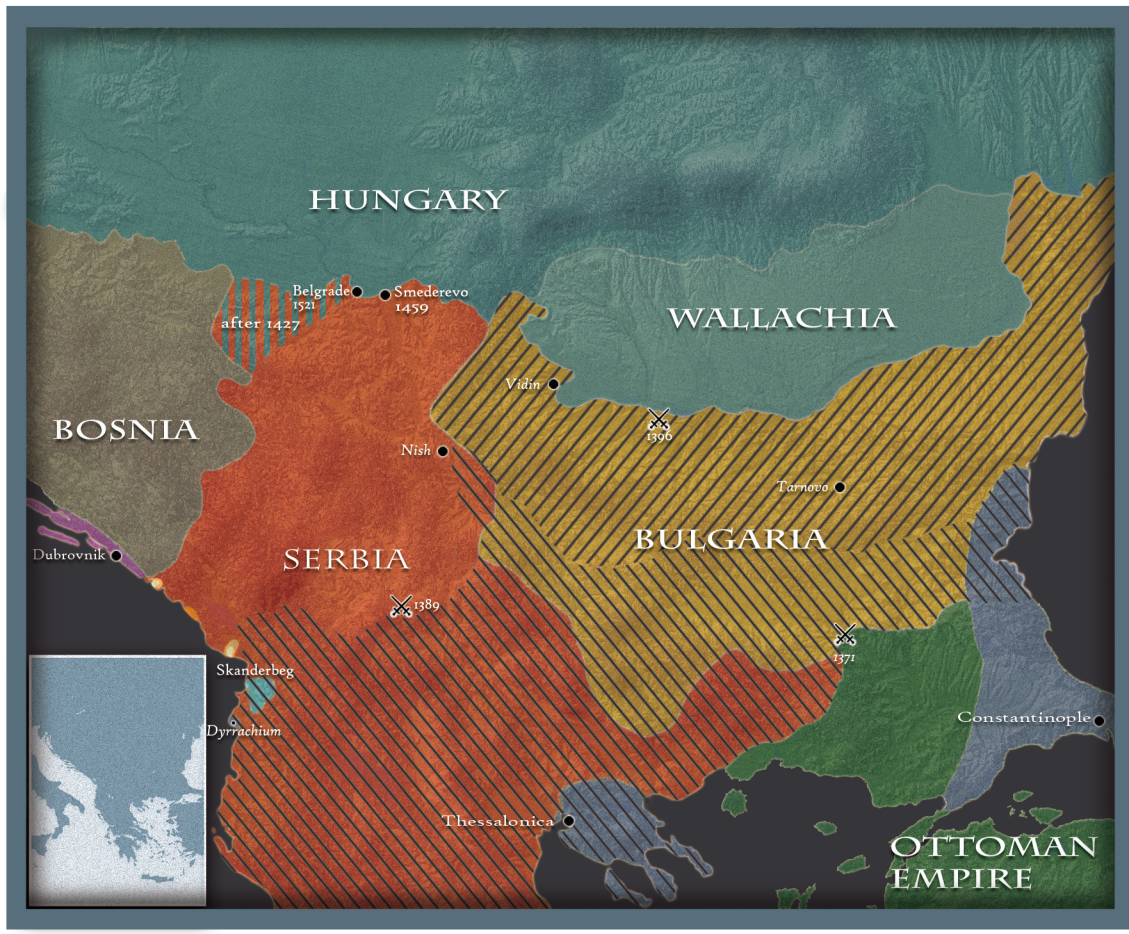 HUNGARY
Belgrade
1521
Smederevo
1459
after 1427
WALLACHIA
Vidin
BOSNIA
1396
Nish
Tarnovo
BULGARIA
Dubrovnik
SERBIA
1389
1371
Skanderbeg
Constantinople
Dyrrachium
Thessalonica
OTTOMAN
EMPIRE